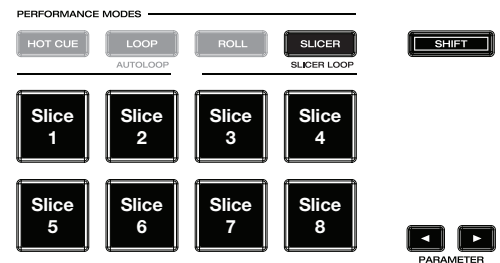 PERFORMANCE MODES
HOT CUE LOOP ROLL SLICER SHIFT
AUTOLOOP SLICER LOOP
Slice 1 Slice 2 Slice 3 Slice 4
Slice 5 Slice 6 Slice 7 Slice 8
PARAMETER